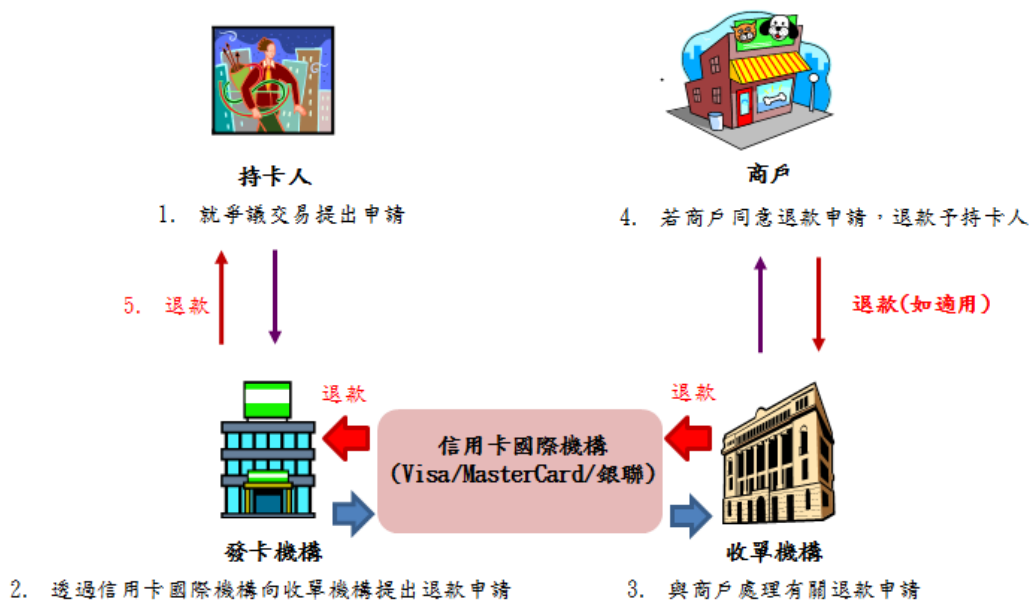 持卡人
1. 就爭議交易提出申請
商戶
4. 若商戶同意退款申請，退款予持卡人
5. 退款
退款(如適用)
退款
退款
信用卡國際機構
(Visa/MasterCard/銀聯)
發卡機構
收單機構
2. 透過信用卡國際機構向收單機構提出退款申請
3. 與商戶處理有關退款申請